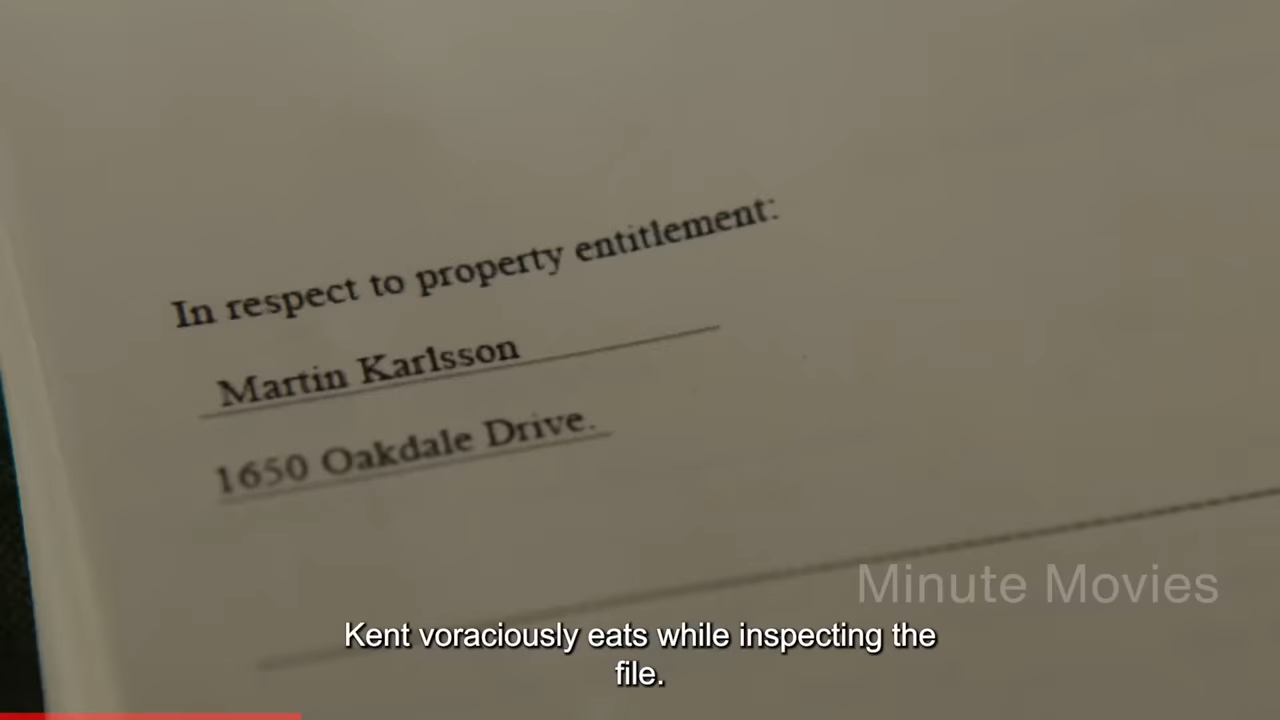 In respect to property entitlement:
Martin Karlsson
1650 Oakdale Drive.
Minute Movies
Kent voraciously eats while inspecting the
file.